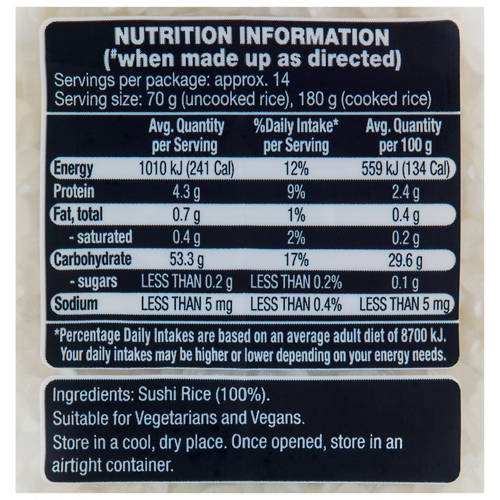 NUTRITION INFORMATION
(#when made up as directed)
Servings per package: approx. 14
Serving size: 70 g (uncooked rice), 180 g (cooked rice)
Avg. Quantity per Serving %Daily Intake* per Serving Avg. Quantity per 100 g
Energy 1010 kJ (241 Cal) 12% 559 kJ (134 Cal)
Protein 4.3 g 9% 2.4 g
Fat, total 0.7 g 1% 0.4 g
- saturated 0.4 g 2% 0.2 g
Carbohydrate 53.3 g 17% 29.6 g
- sugars LESS THAN 0.2 g LESS THAN 0.2% 0.1 g
Sodium LESS THAN 5 mg LESS THAN 0.4% LESS THAN 5 mg
*Percentage Daily Intakes are based on an average adult diet of 8700 kJ.
Your daily intakes may be higher or lower depending on your energy needs.
Ingredients: Sushi Rice (100%).
Suitable for Vegetarians and Vegans.
Store in a cool, dry place. Once opened, store in an
airtight container.